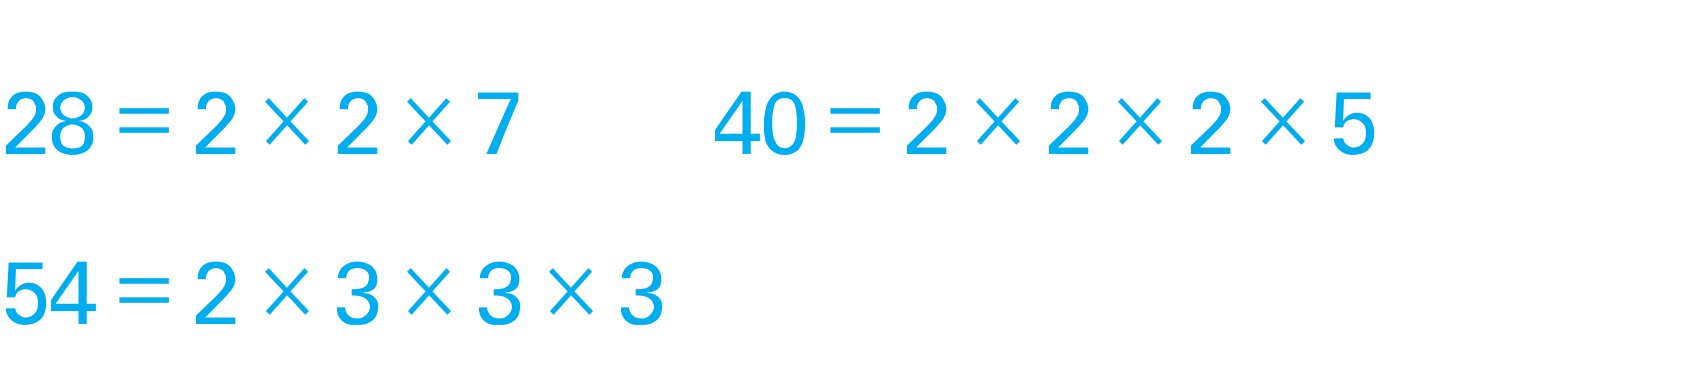 28 = 2 × 2 × 7 40 = 2 × 2 × 2 × 5
54 = 2 × 3 × 3 × 3